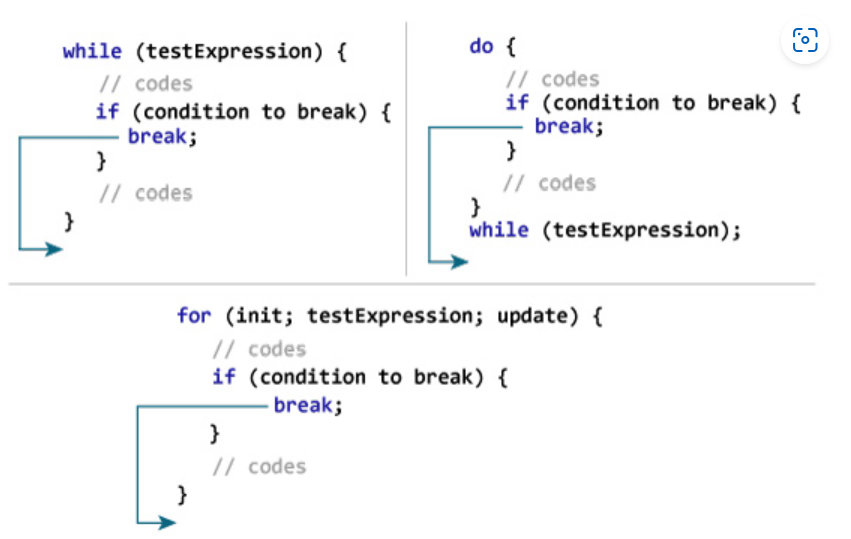 while (testExpression) {
// codes
if (condition to break) {
break;
}
// codes
}
do {
// codes
if (condition to break) {
break;
}
// codes
}
while (testExpression);
for (init; testExpression; update) {
// codes
if (condition to break) {
break;
}
// codes
}